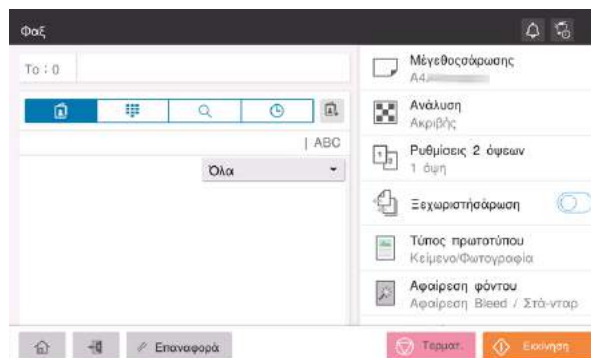 Φαξ
To : 0
| ABC
Όλα
Μέγεθοςσάρωσης
A4
Ανάλυση
Ακριβής
Ρυθμίσεις 2 όψεων
1 όψη
Ξεχωριστήσάρωση
Τύπος πρωτοτύπου
Κείμενο/Φωτογραφία
Αφαίρεση φόντου
Αφαίρεση Bleed / Στά-νταρ
Επαναφορά
Τερματ.
Εκκίνηση